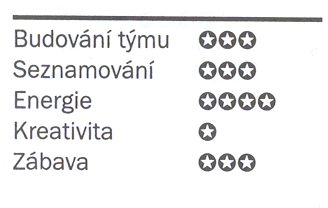 Budování týmu ✪✪✪
Seznamování ✪✪✪
Energie ✪✪✪✪
Kreativita ✪
Zábava ✪✪✪